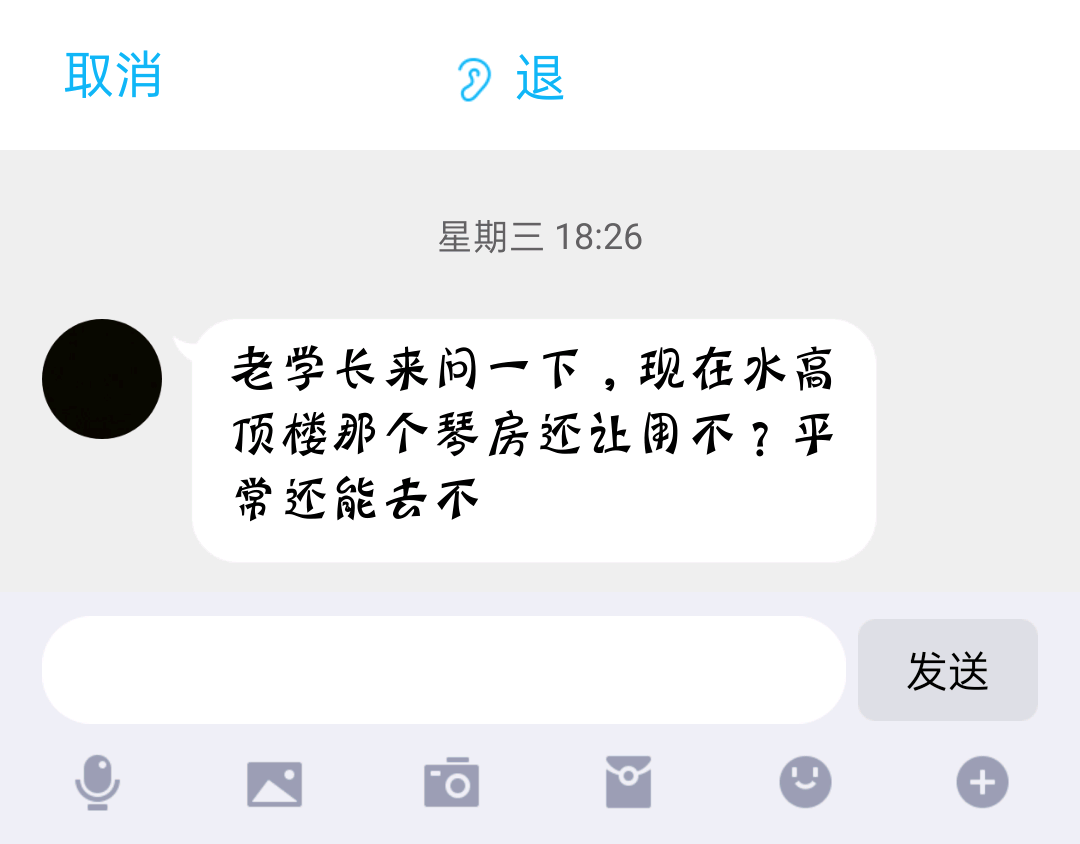 取消
退
星期三 18:26
老学长来问一下，现在水高
顶楼那个琴房还让用不？平
常还能去不
发送